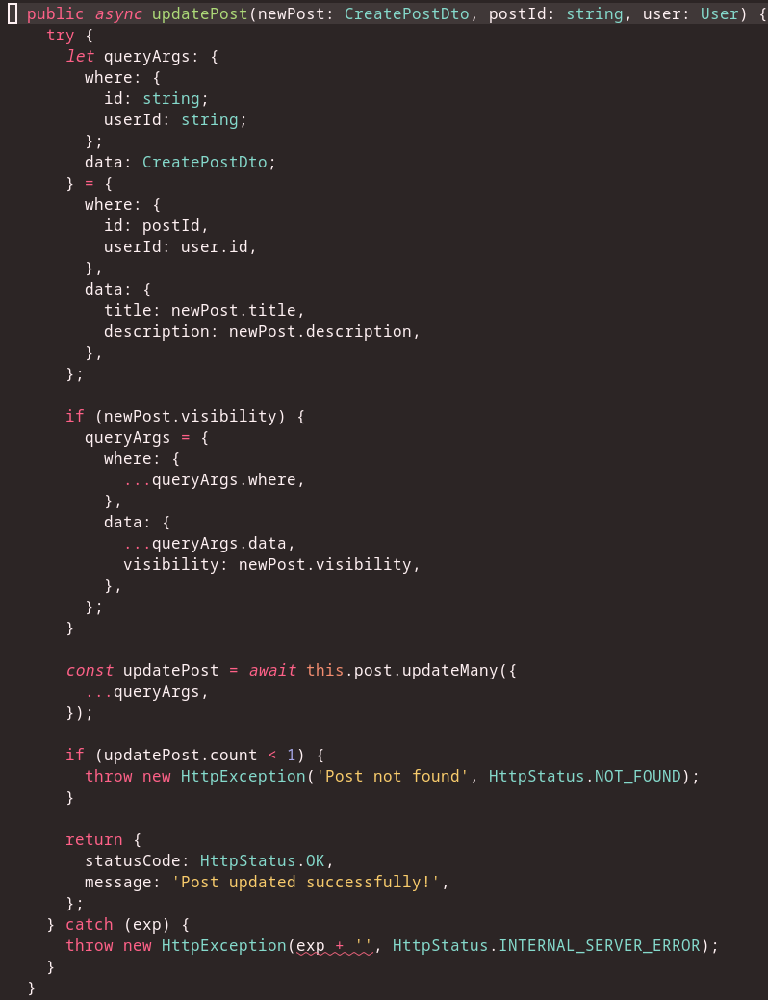 public async updatePost(newPost: CreatePostDto, postId: string, user: User) {
    try {
      let queryArgs: {
        where: {
          id: string;
          userId: string;
        };
        data: CreatePostDto;
      } = {
        where: {
          id: postId,
          userId: user.id,
        },
        data: {
          title: newPost.title,
          description: newPost.description,
        },
      };

      if (newPost.visibility) {
        queryArgs = {
          where: {
            ...queryArgs.where,
          },
          data: {
            ...queryArgs.data,
            visibility: newPost.visibility,
          },
        };
      }

      const updatePost = await this.post.updateMany({
        ...queryArgs,
      });

      if (updatePost.count < 1) {
        throw new HttpException('Post not found', HttpStatus.NOT_FOUND);
      }

      return {
        statusCode: HttpStatus.OK,
        message: 'Post updated successfully!',
      };
    } catch (exp) {
      throw new HttpException(exp + '', HttpStatus.INTERNAL_SERVER_ERROR);
    }
  }